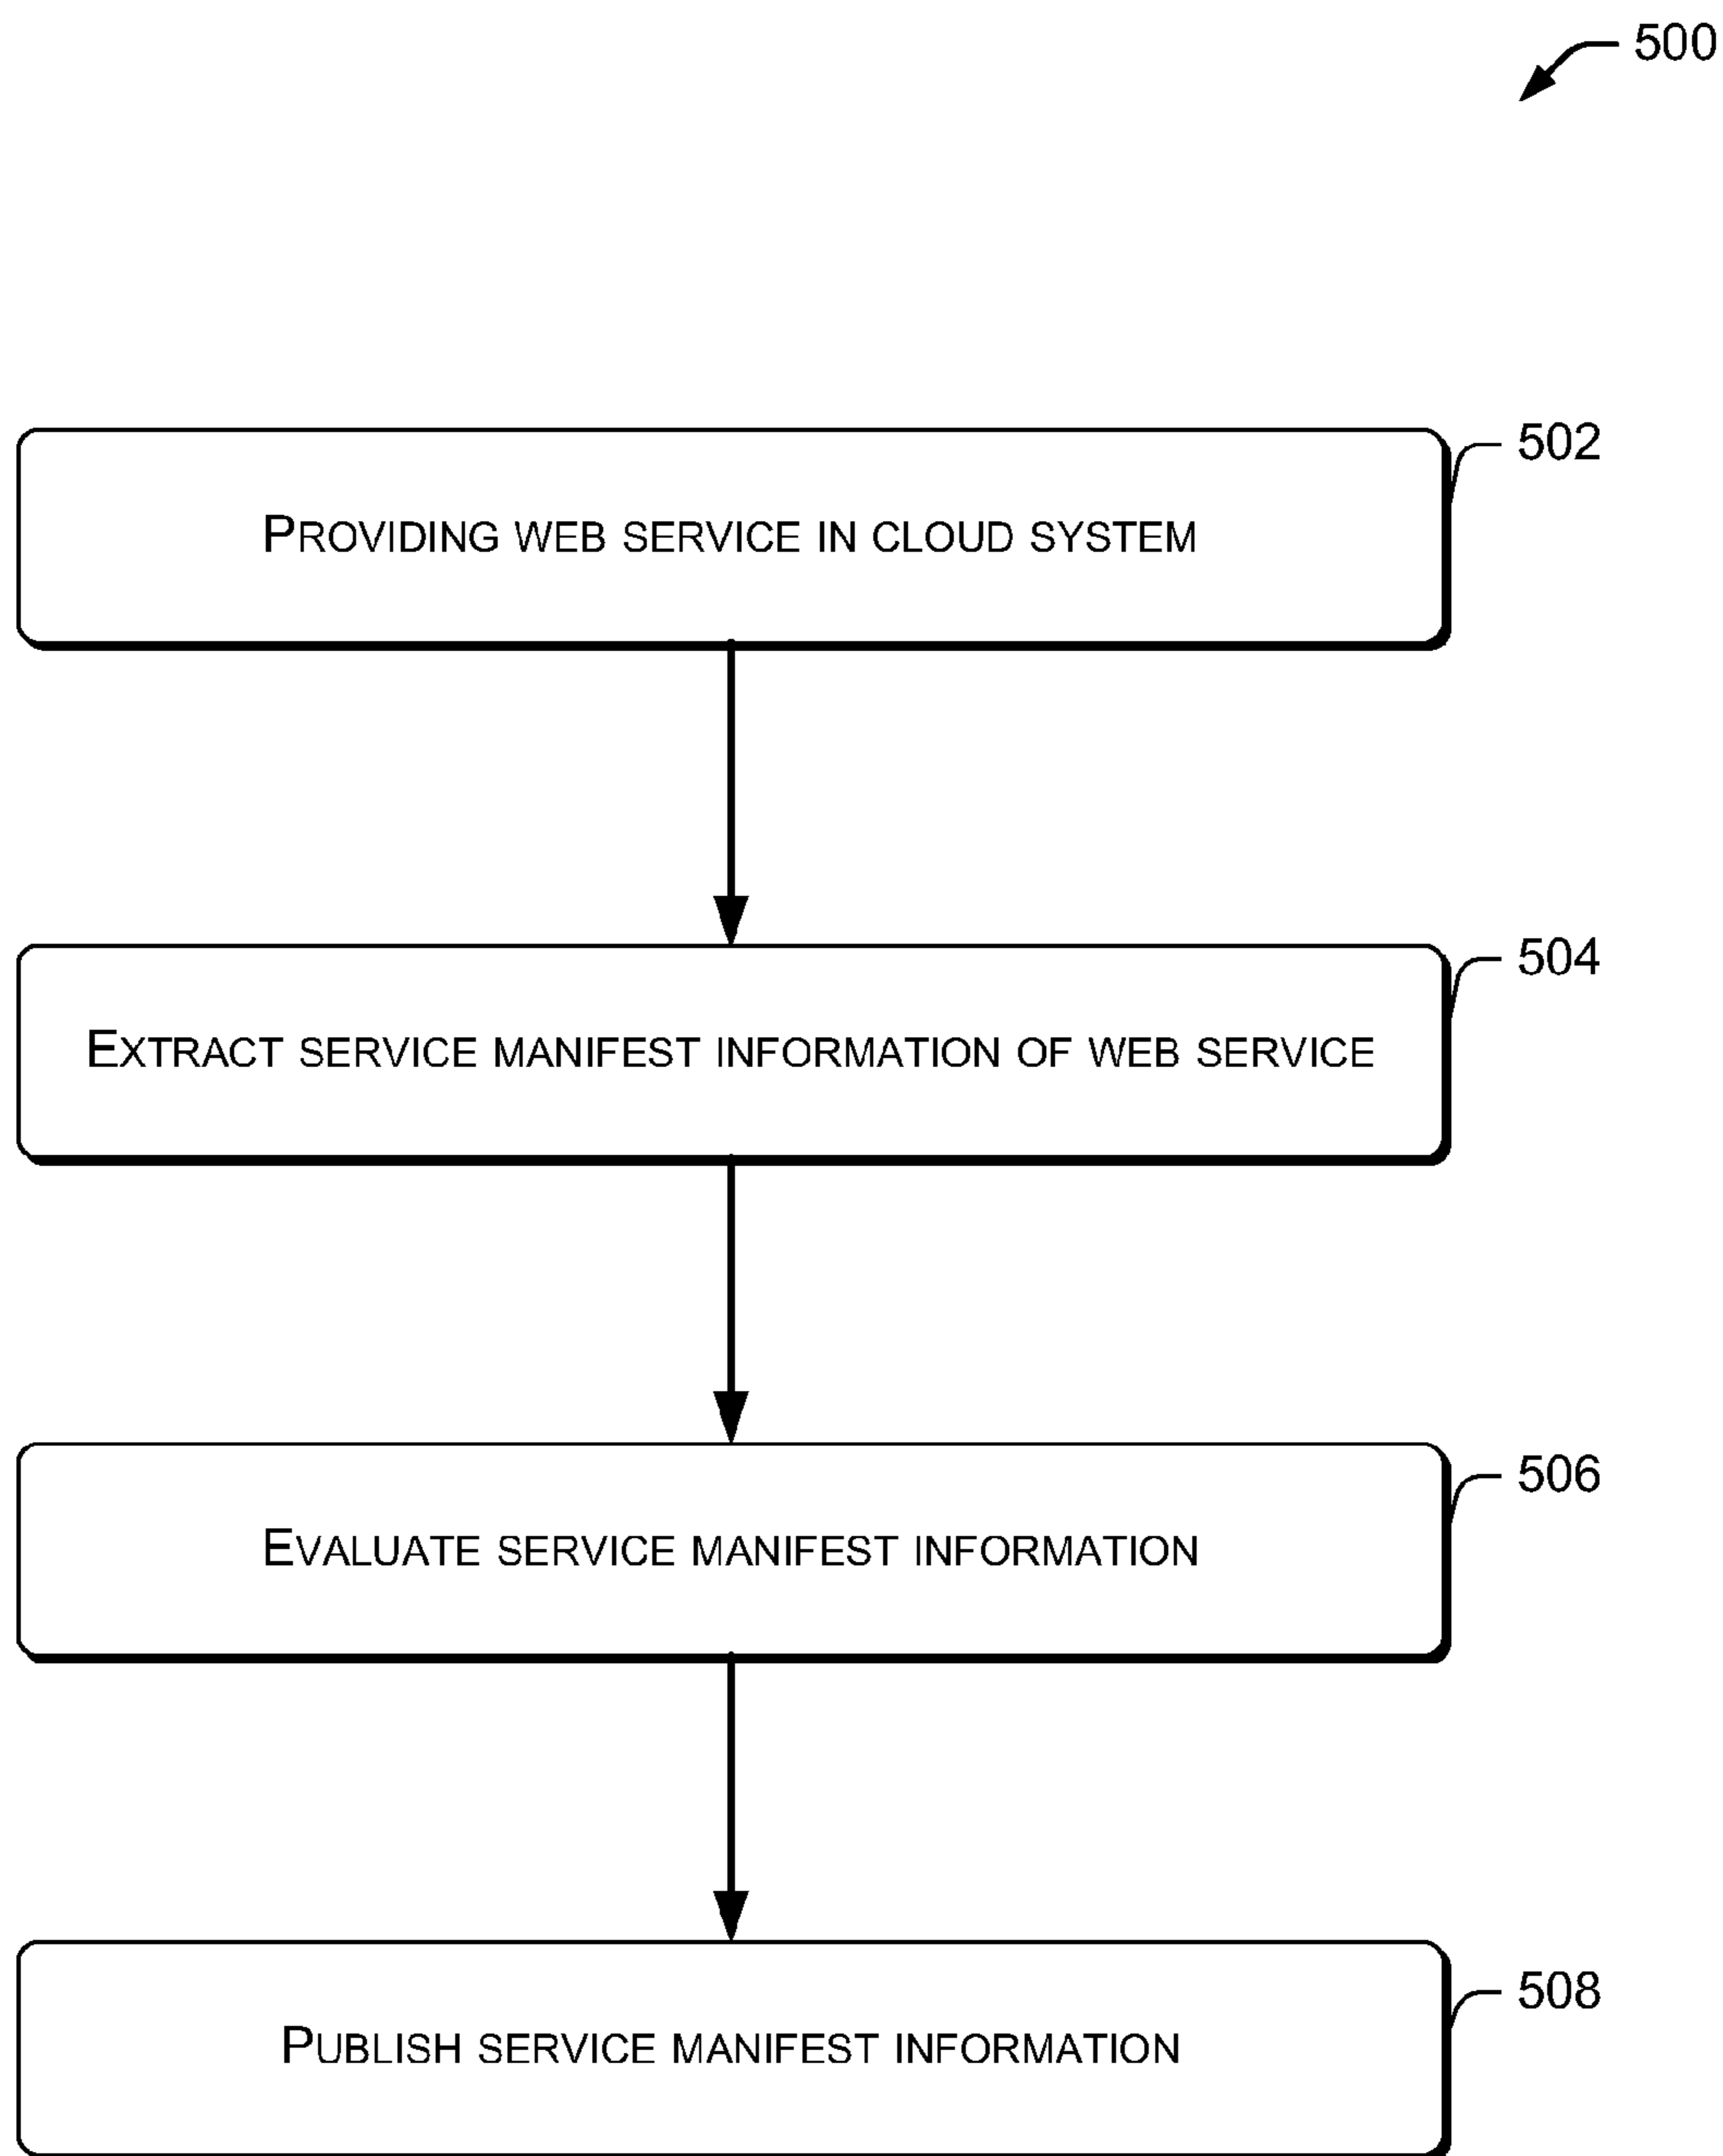 500
502
PROVIDING WEB SERVICE IN CLOUD SYSTEM
504
EXTRACT SERVICE MANIFEST INFORMATION OF WEB SERVICE
506
EVALUATE SERVICE MANIFEST INFORMATION
508
PUBLISH SERVICE MANIFEST INFORMATION